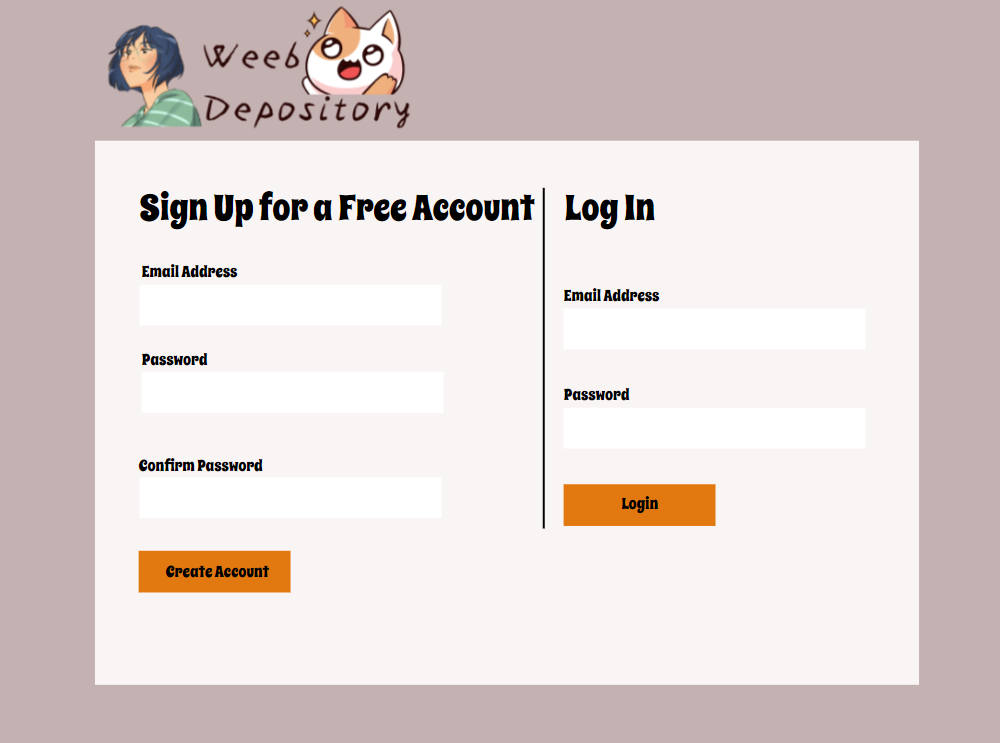 Weeb
Depository
Sign Up for a Free Account
Email Address
Password
Confirm Password
Create Account
Log In
Email Address
Password
Login